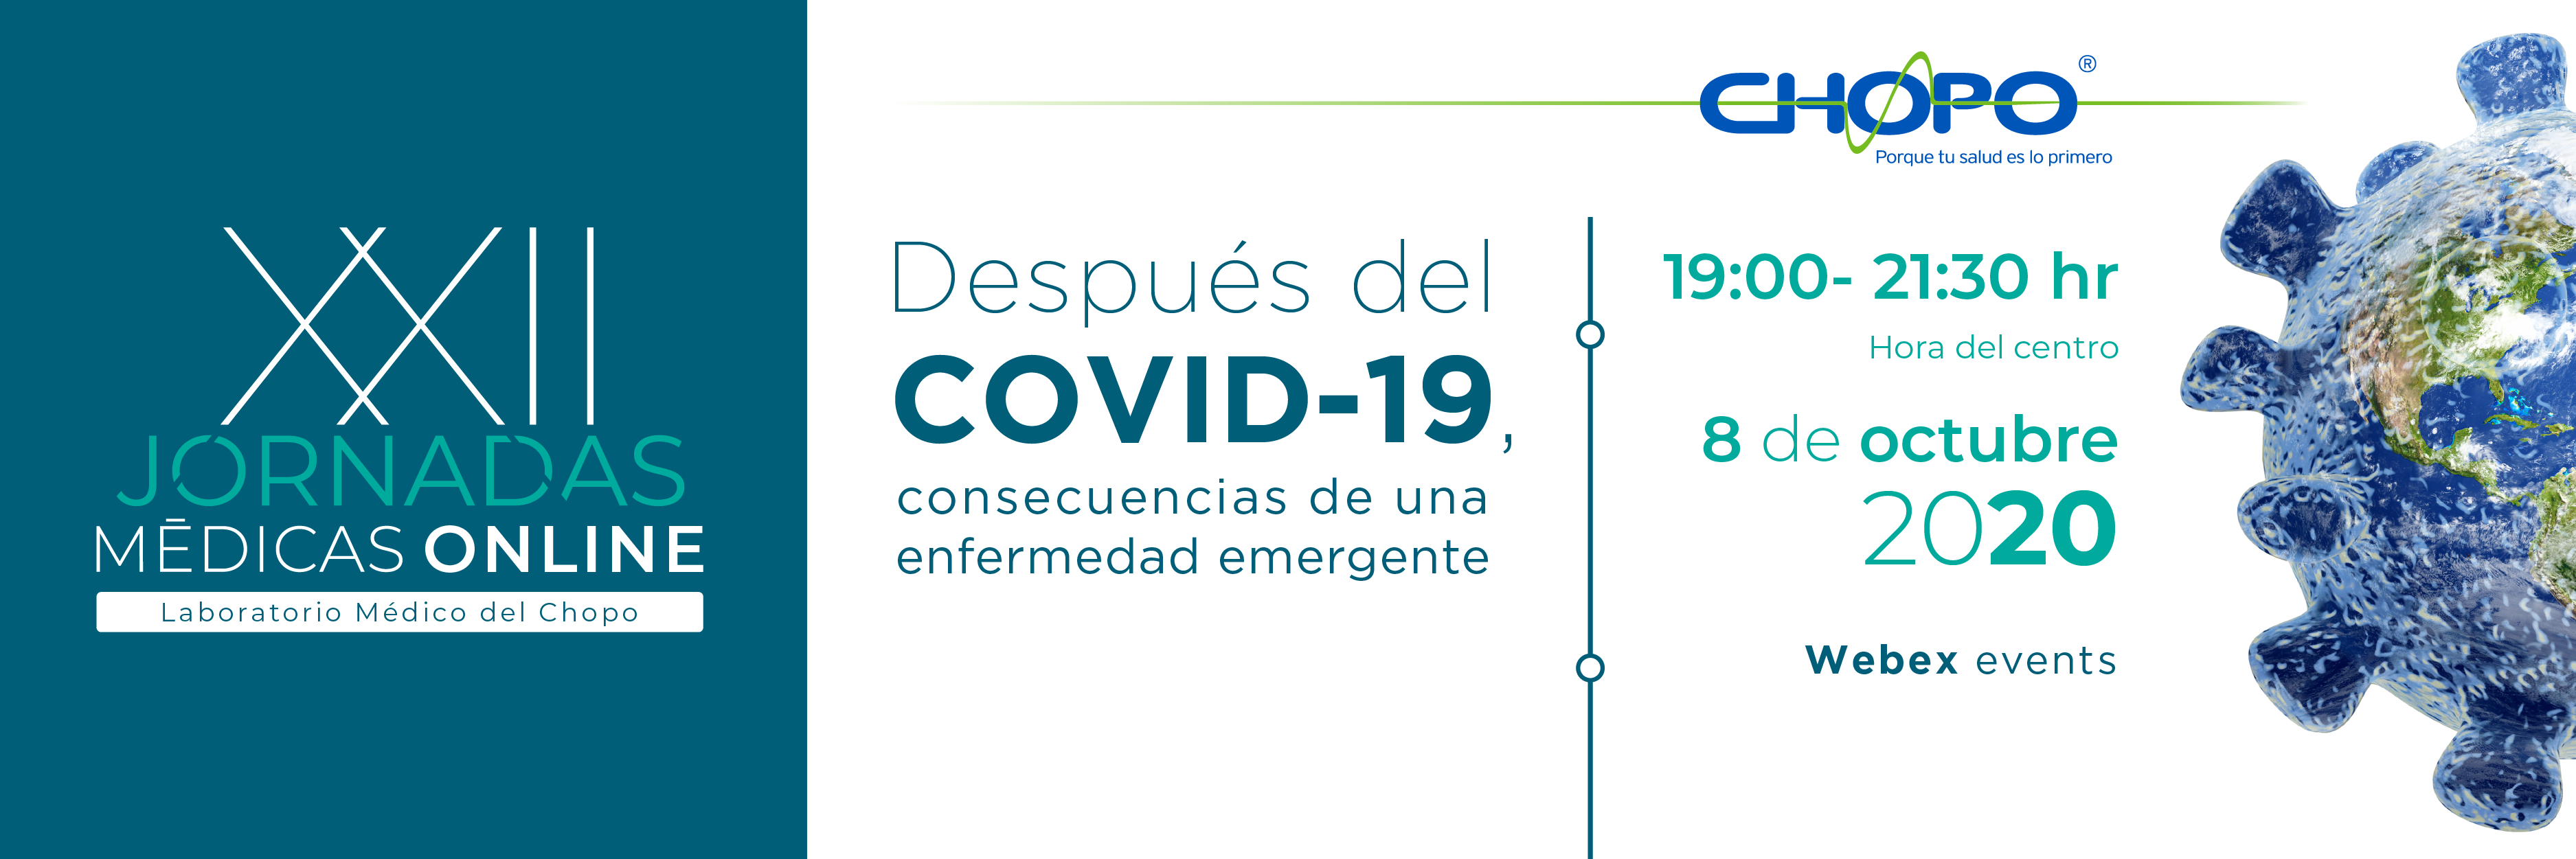 XXII
JORNADAS
MÉDICAS ONLINE
Laboratorio Médico del Chopo
CHOPO®
Porque tu salud es lo primero
Después del
COVID-19,
consecuencias de una
enfermedad emergente
19:00- 21:30 hr
Hora del centro
8 de octubre
2020
Webex events